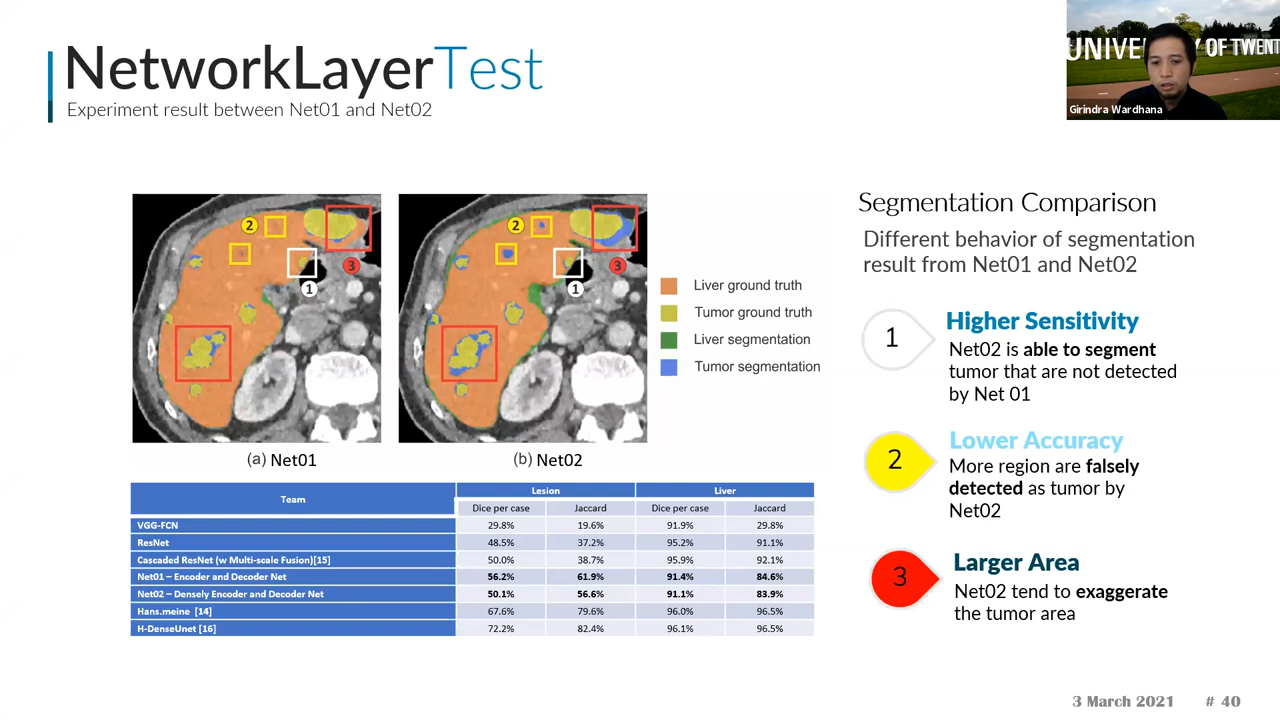 NetworkLayerTest
Experiment result between Net01 and Net02
UNIVE Y OF TWENT
Girindra Wardhana
2
1
3
2
1
3
(a) Net01
(b) Net02
Liver ground truth
Tumor ground truth
Liver segmentation
Tumor segmentation
Team Lesion Liver
Dice per case Jaccard Dice per case Jaccard
VGG-FCN 29.8% 19.6% 91.9% 29.8%
ResNet 48.5% 37.2% 95.2% 91.1%
Cascaded ResNet (w Multi-scale Fusion)[15] 50.0% 38.7% 95.9% 92.1%
Net01 – Encoder and Decoder Net 56.2% 61.9% 91.4% 84.6%
Net02 – Densely Encoder and Decoder Net 50.1% 56.6% 91.1% 83.9%
Hans.meine [14] 67.6% 79.6% 96.0% 96.5%
H-DenseUnet [16] 72.2% 82.4% 96.1% 96.5%
Segmentation Comparison
Different behavior of segmentation
result from Net01 and Net02
1
Higher Sensitivity
Net02 is able to segment
tumor that are not detected
by Net 01
2
Lower Accuracy
More region are falsely
detected as tumor by
Net02
3
Larger Area
Net02 tend to exaggerate
the tumor area
3 March 2021 # 40